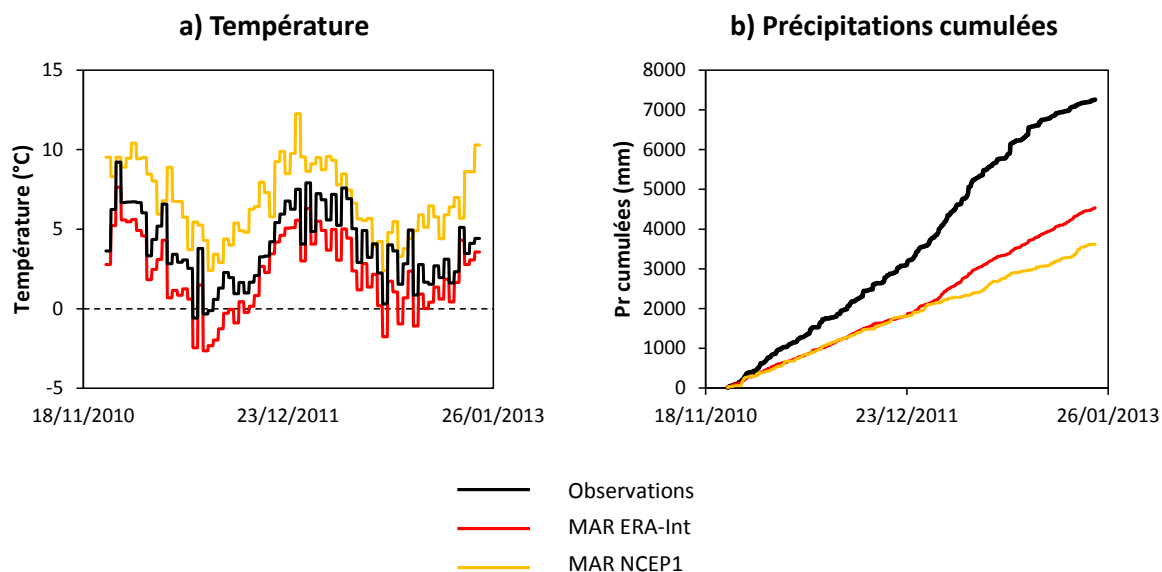 a) Température
b) Précipitations cumulées
Température (°C)
15
10
5
0
-5
18/11/2010
23/12/2011
26/01/2013
Pr cumulées (mm)
8000
7000
6000
5000
4000
3000
2000
1000
0
18/11/2010
23/12/2011
26/01/2013
Observations
MAR ERA-Int
MAR NCEP1